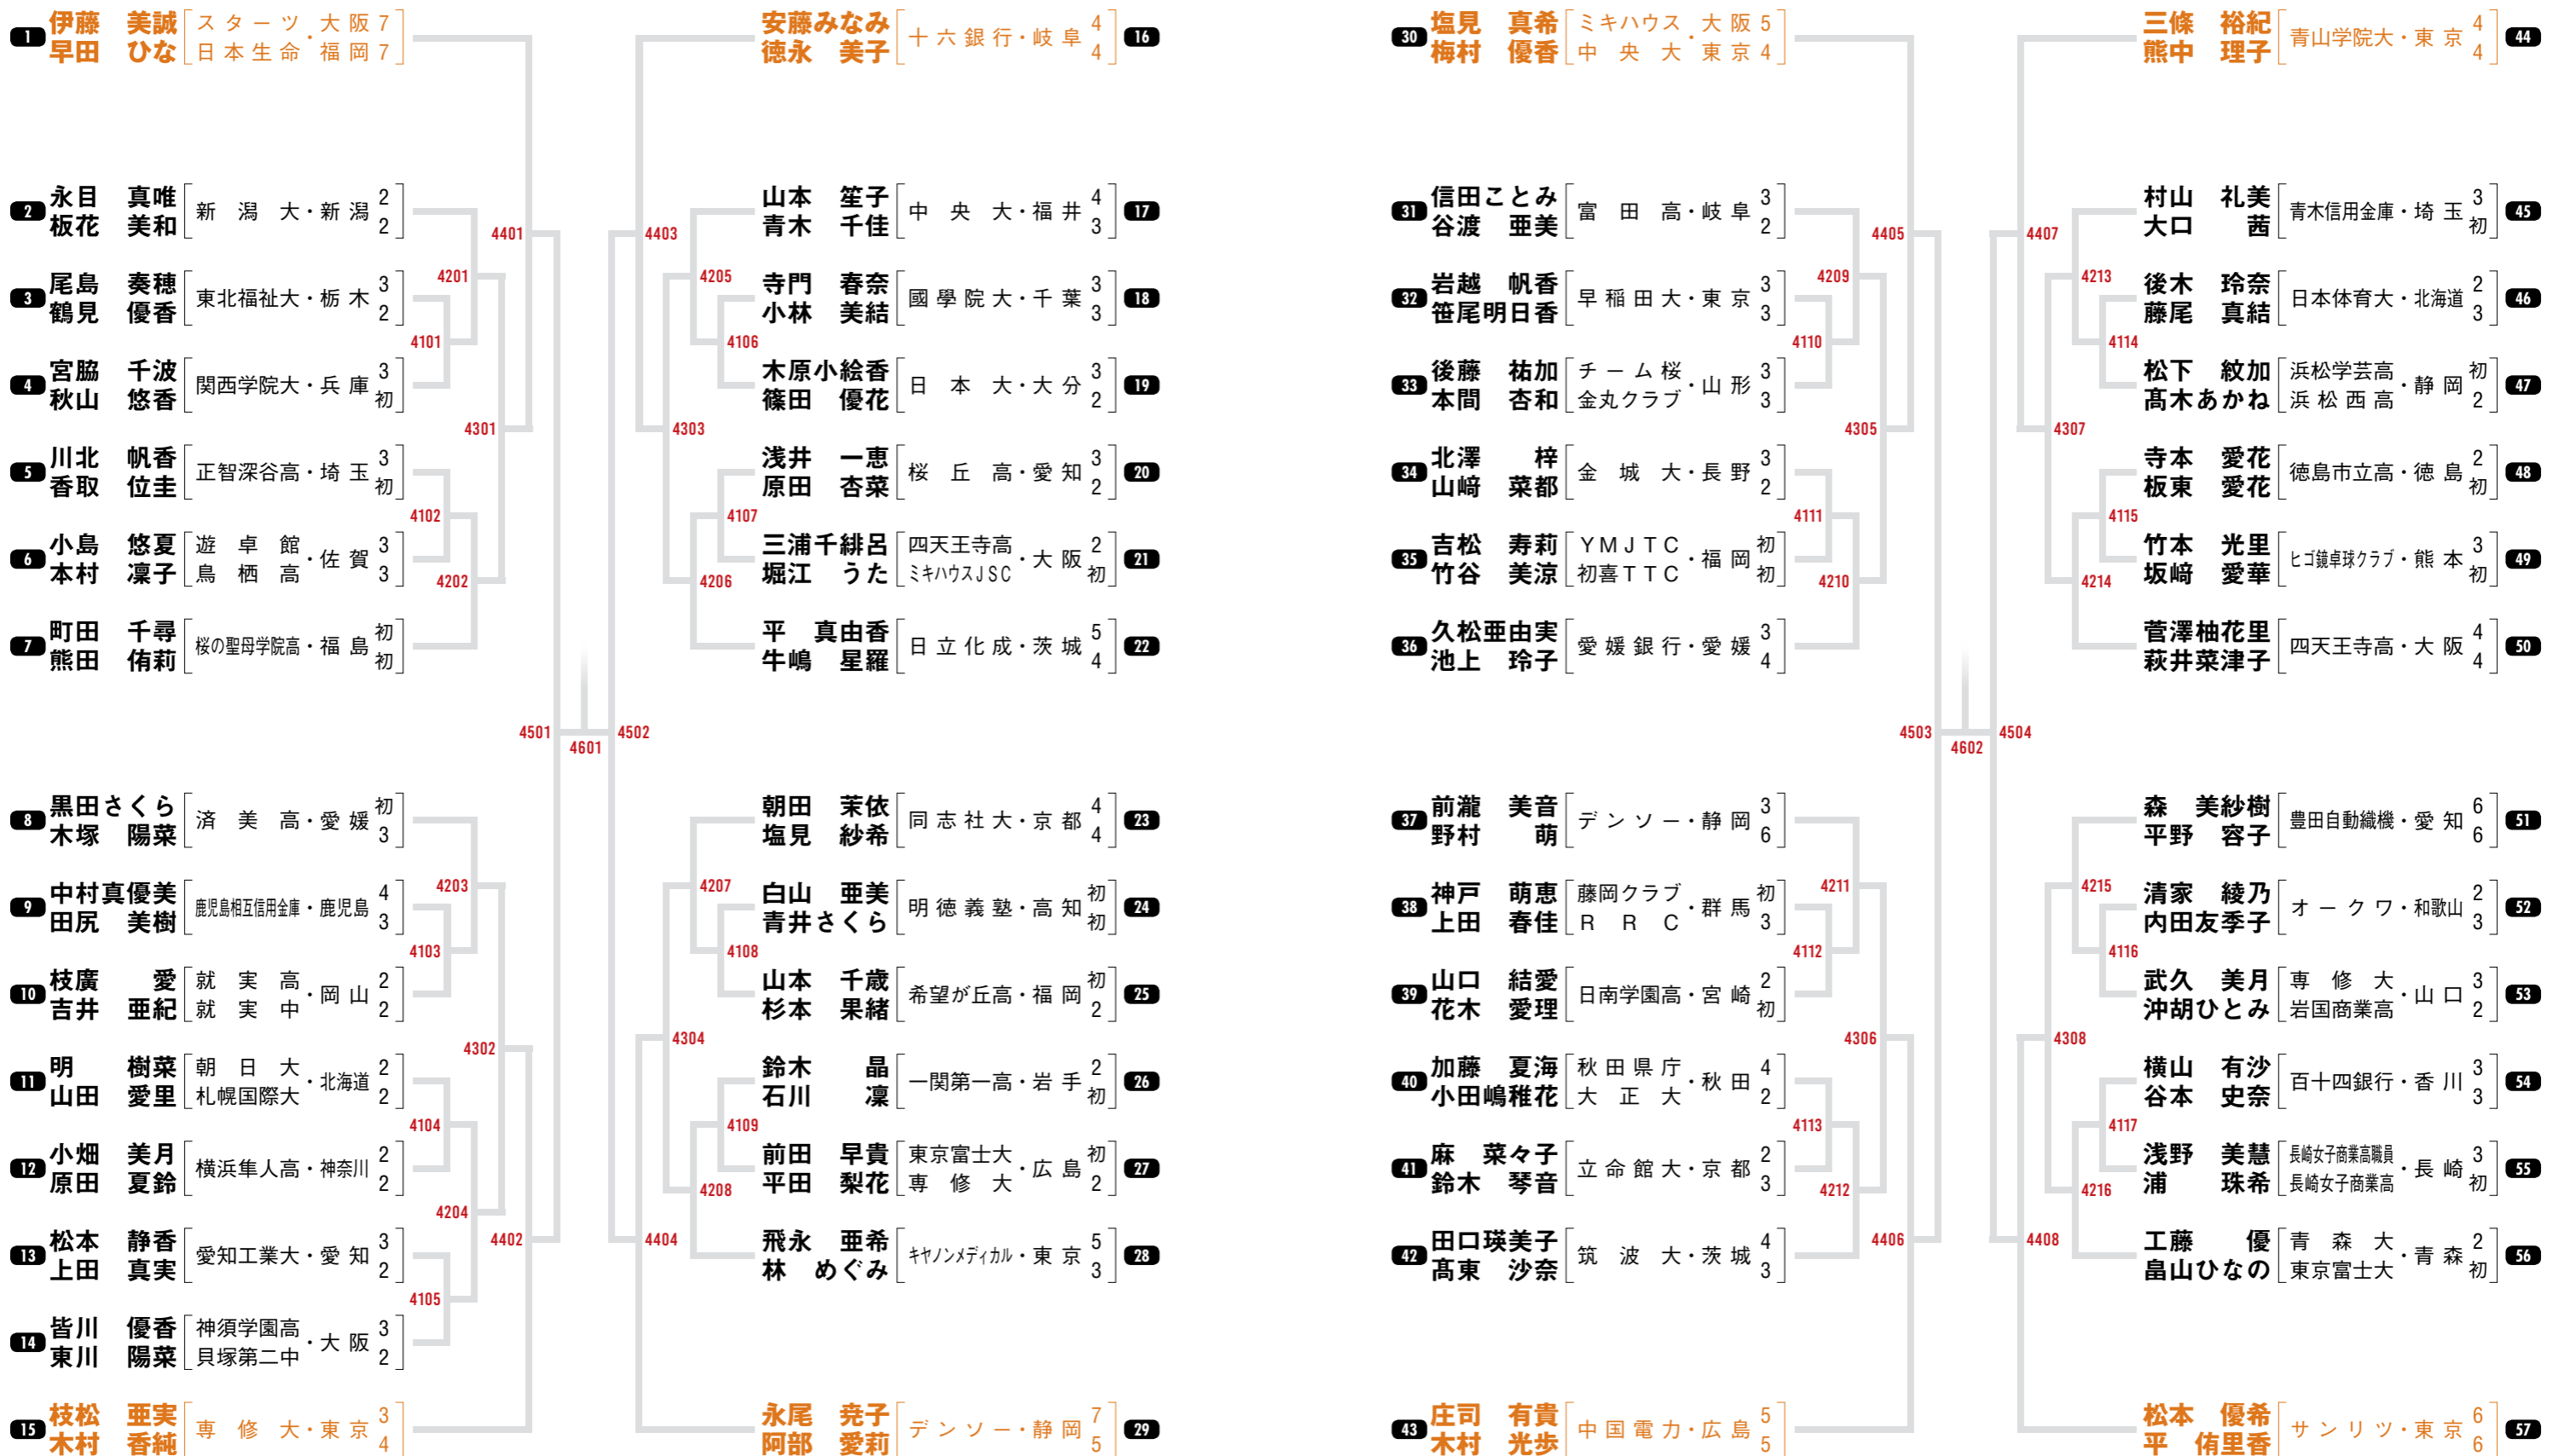 1 伊藤 美誠 スターツ・大阪 7
早田 ひな 日本生命・福岡 7
2 永目 真唯 新潟大・新潟 2
板花 美和 2
3 尾島 奏穂 東北福祉大・栃木 3
鶴見 優香 2
4 宮脇 千波 関西学院大・兵庫 3
秋山 悠香 初
5 川北 帆香 正智深谷高・埼玉 3
香取 位圭 初
6 小島 悠夏 遊卓館・佐賀 3
本村 凜子 鳥栖高 3
7 町田 千尋 桜の聖母学院高・福島 初
熊田 侑莉 初
8 黒田さくら 済美高・愛媛 初
木塚 陽菜 3
9 中村真優美 鹿児島相互信用金庫・鹿児島 4
田尻 美樹 3
10 枝廣 愛 就実高・岡山 2
吉井 亜紀 就実中 2
11 明 樹菜 朝日大・北海道 2
山田 愛里 札幌国際大 2
12 小畑 美月 横浜隼人高・神奈川 2
原田 夏鈴 2
13 松本 静香 愛知工業大・愛知 3
上田 真実 2
14 皆川 優香 神須学園高・大阪 3
東川 陽菜 貝塚第二中 2
15 枝松 亜実 専修大・東京 3
木村 香純 4
4401
4201
4101
4301
4102
4202
4501
4601
4203
4103
4302
4104
4204
4402
4105
安藤みなみ 十六銀行・岐阜 4 16
徳永 美子 4
山本 笙子 中央大・福井 4 17
青木 千佳 3
寺門 春奈 國學院大・千葉 3 18
小林 美結 3
木原小絵香 日本大・大分 3 19
篠田 優花 2
浅井 一恵 桜丘高・愛知 3 20
原田 杏菜 2
三浦千緋呂 四天王寺高・大阪 2 21
堀江 うた ミキハウスJSC 初
平 真由香 日立化成・茨城 5 22
牛嶋 星羅 4
朝田 茉依 同志社大・京都 4 23
塩見 紗希 4
白山 亜美 明徳義塾・高知 初 24
青井さくら 初
山本 千歳 希望が丘高・福岡 初 25
杉本 果緒 2
鈴木 晶 一関第一高・岩手 2 26
石川 凜 初
前田 早貴 東京富士大・広島 初 27
平田 梨花 専修大 2
飛永 亜希 キヤノンメディカル・東京 5 28
林 めぐみ 3
永尾 尭子 デンソー・静岡 7 29
阿部 愛莉 5
4403
4205
4106
4303
4107
4206
4502
4207
4108
4304
4109
4208
4404
30 塩見 真希 ミキハウス・大阪 5
梅村 優香 中央大・東京 4
31 信田ことみ 富田高・岐阜 3
谷渡 亜美 2
32 岩越 帆香 早稲田大・東京 3
笹尾明日香 3
33 後藤 祐加 チーム桜・山形 3
本間 杏和 金丸クラブ 3
34 北澤 梓 金城大・長野 3
山﨑 菜都 2
35 吉松 寿莉 YMJTC・福岡 初
竹谷 美涼 初喜TTC 初
36 久松亜由実 愛媛銀行・愛媛 3
池上 玲子 4
37 前瀧 美音 デンソー・静岡 3
野村 萌 6
38 神戸 萌恵 藤岡クラブ・群馬 初
上田 春佳 RRC 3
39 山口 結愛 日南学園高・宮崎 2
花木 愛理 初
40 加藤 夏海 秋田県庁・秋田 4
小田嶋稚花 大正大 2
41 麻 菜々子 立命館大・京都 2
鈴木 琴音 3
42 田口瑛美子 筑波大・茨城 4
髙東 沙奈 3
43 庄司 有貴 中国電力・広島 5
木村 光歩 5
4405
4209
4110
4305
4111
4210
4503
4602
4211
4112
4306
4113
4212
4406
三條 裕紀 青山学院大・東京 4 44
熊中 理子 4
村山 礼美 青木信用金庫・埼玉 3 45
大口 茜 初
後木 玲奈 日本体育大・北海道 2 46
藤尾 真結 3
松下 紋加 浜松学芸高・静岡 初 47
髙木あかね 浜松西高 2
寺本 愛花 徳島市立高・徳島 2 48
板東 愛花 初
竹本 光里 ヒゴ鏡卓球クラブ・熊本 3 49
坂﨑 愛華 初
菅澤柚花里 四天王寺高・大阪 4 50
萩井菜津子 4
森 美紗樹 豊田自動織機・愛知 6 51
平野 容子 6
清家 綾乃 オークワ・和歌山 2 52
内田友季子 3
武久 美月 専修大・山口 3 53
沖胡ひとみ 岩国商業高 2
横山 有沙 百十四銀行・香川 3 54
谷本 史奈 3
浅野 美慧 長崎女子商業高職員・長崎 3 55
浦 珠希 長崎女子商業高 初
工藤 優 青森大・青森 2 56
畠山ひなの 東京富士大 初
松本 優希 サンリツ・東京 6 57
平 侑里香 6
4407
4213
4114
4307
4115
4214
4504
4215
4116
4308
4117
4216
4408